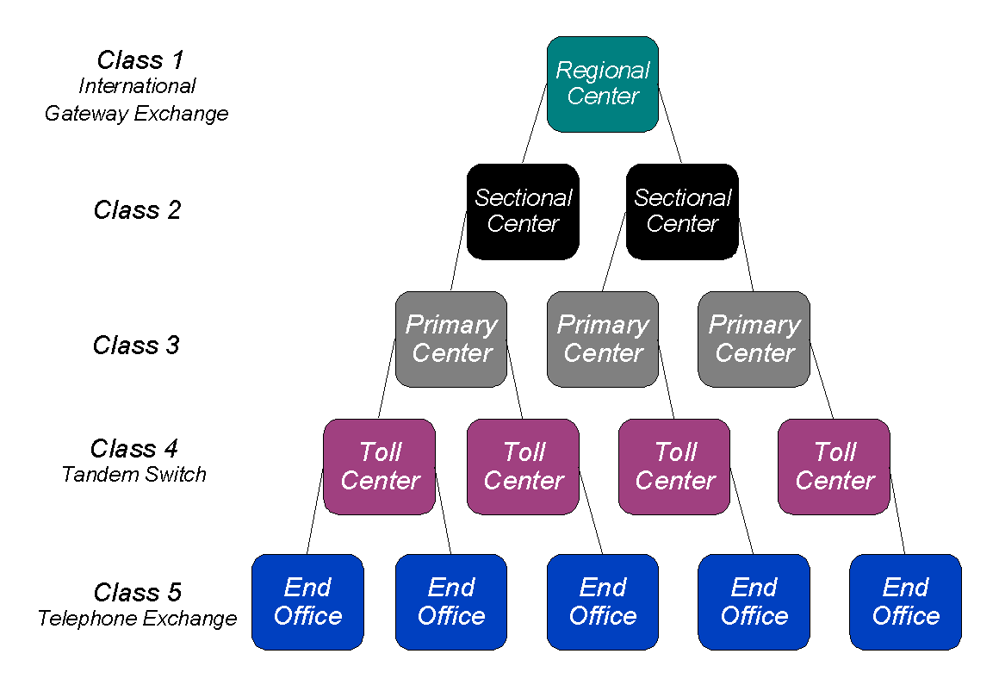 Class 1
International
Gateway Exchange
Regional
Center
Class 2
Sectional
Center
Sectional
Center
Class 3
Primary
Center
Primary
Center
Primary
Center
Class 4
Tandem Switch
Toll
Center
Toll
Center
Toll
Center
Toll
Center
Class 5
Telephone Exchange
End
Office
End
Office
End
Office
End
Office
End
Office